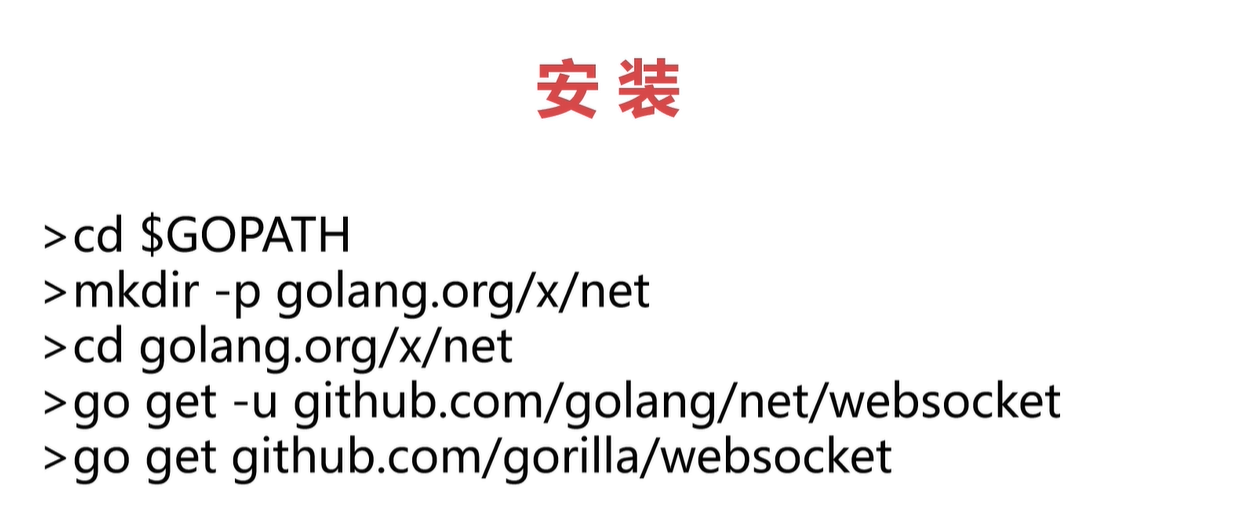 安装
>cd $GOPATH
>mkdir -p golang.org/x/net
>cd golang.org/x/net
>go get -u github.com/golang/net/websocket
>go get github.com/gorilla/websocket